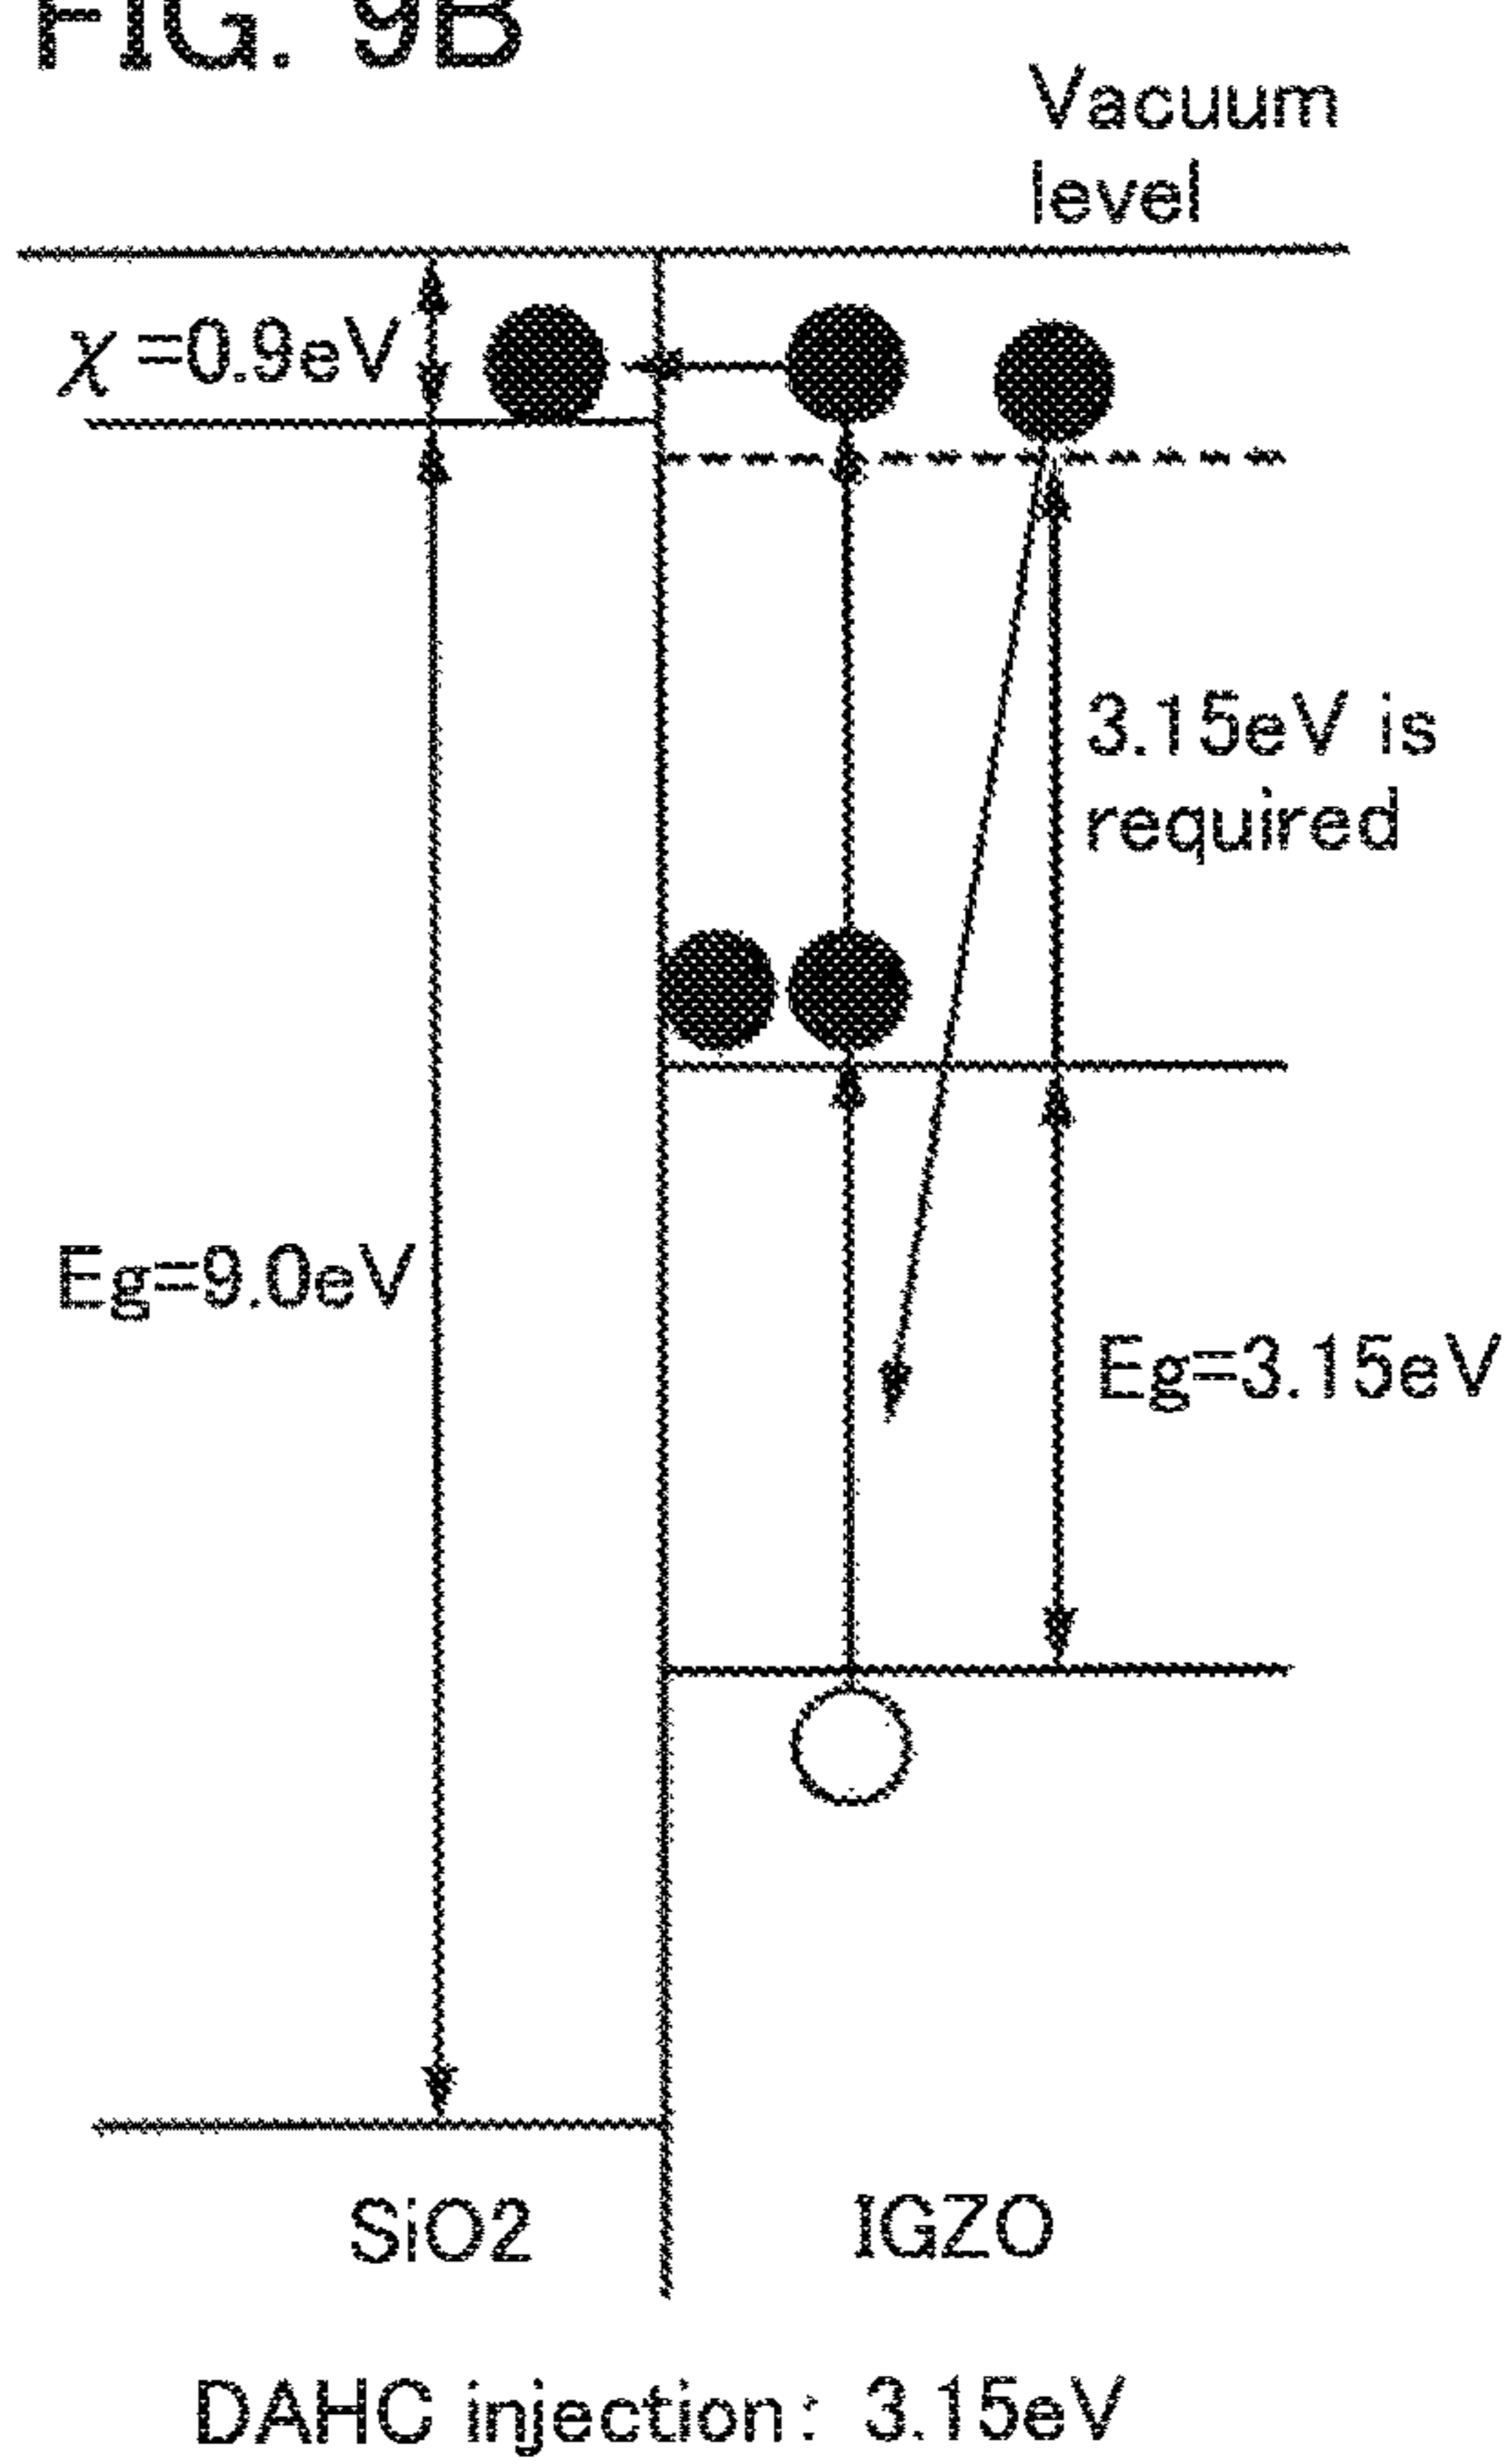 FIG. 9B
Vacuum
level
χ=0.9eV
3.15eV is
required
Eg=9.0eV
Eg=3.15eV
SiO2
IGZO
DAHC injection: 3.15eV